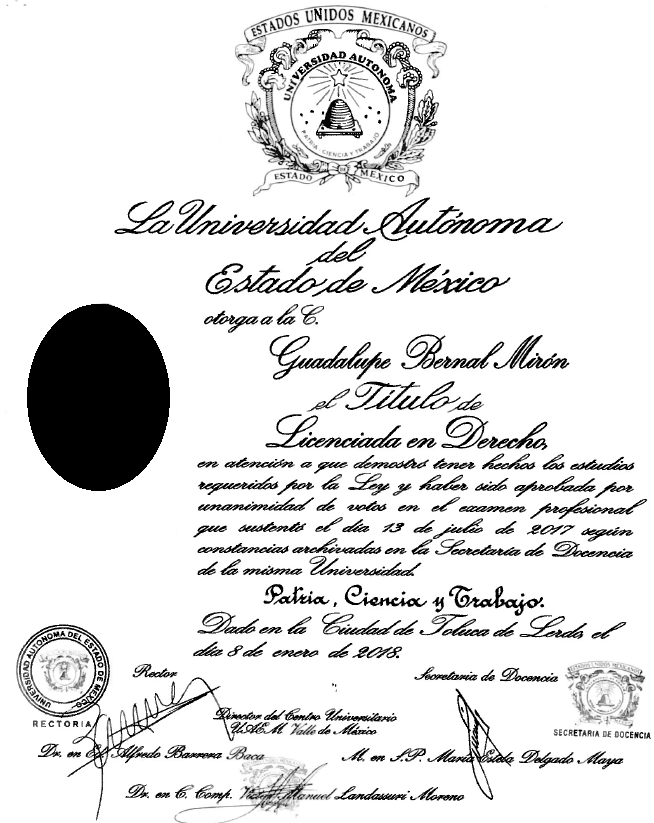 ESTADOS UNIDOS MEXICANOS
UNIVERSIDAD AUTONOMA
PATRIA CIENCIA Y TRABAJO
ESTADO MEXICO
La Universidad Autónoma
del
Estado de México
otorga a la C.
Guadalupe Bernal Mirón
el Título de
Licenciada en Derecho,
en atención a que demostró tener hechos los estudios
requeridos por la Ley y haber sido aprobada por
unanimidad de votos en el examen profesional
que sustentó el día 13 de julio de 2017 según
constancias archivadas en la Secretaría de Docencia
de la misma Universidad.
Patria, Ciencia y Trabajo.
Dado en la Ciudad de Toluca de Lerdo, el
día 8 de enero de 2018.
UNIVERSIDAD AUTONOMA DEL ESTADO DE MEXICO
RECTORIA
Rector
Secretaria de Docencia
ESTADOS UNIDOS MEXICANOS
SECRETARIA DE DOCENCIA
Director del Centro Universitario
U.A.E.M. Valle de México
Dr. en Ed. Alfredo Barrera Baca
M. en S.P. María Estela Delgado Maya
Dr. en C. Comp. Manuel Landassuri Moreno